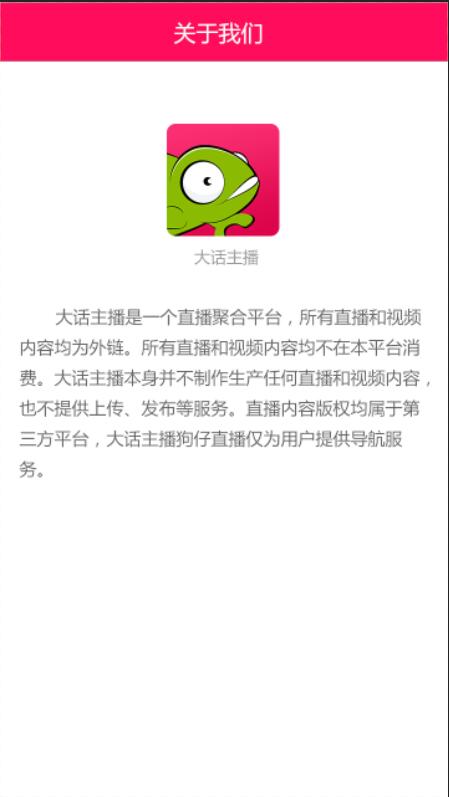 关于我们
大话主播
大话主播是一个直播聚合平台，所有直播和视频
内容均为外链。所有直播和视频内容均不在本平台消
费。大话主播本身并不制作生产任何直播和视频内容，
也不提供上传、发布等服务。直播内容版权均属于第
三方平台，大话主播狗仔直播仅为用户提供导航服
务。